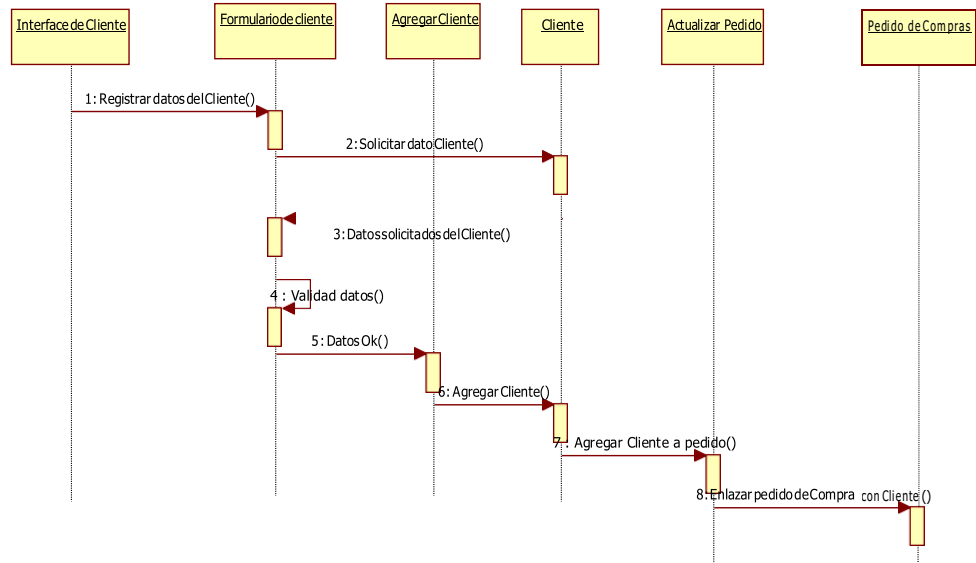 Interface de Cliente
Formulario de cliente
Agregar Cliente
Cliente
Actualizar Pedido
Pedido de Compras
1 : Registrar datos del Cliente()
2 : Solicitar dato Cliente()
3 : Datos solicitados del Cliente()
4 : Validad datos()
5 : Datos Ok()
6 : Agregar Cliente()
7 : Agregar Cliente a pedido()
8 : Enlazar pedido de Compra con Cliente ()